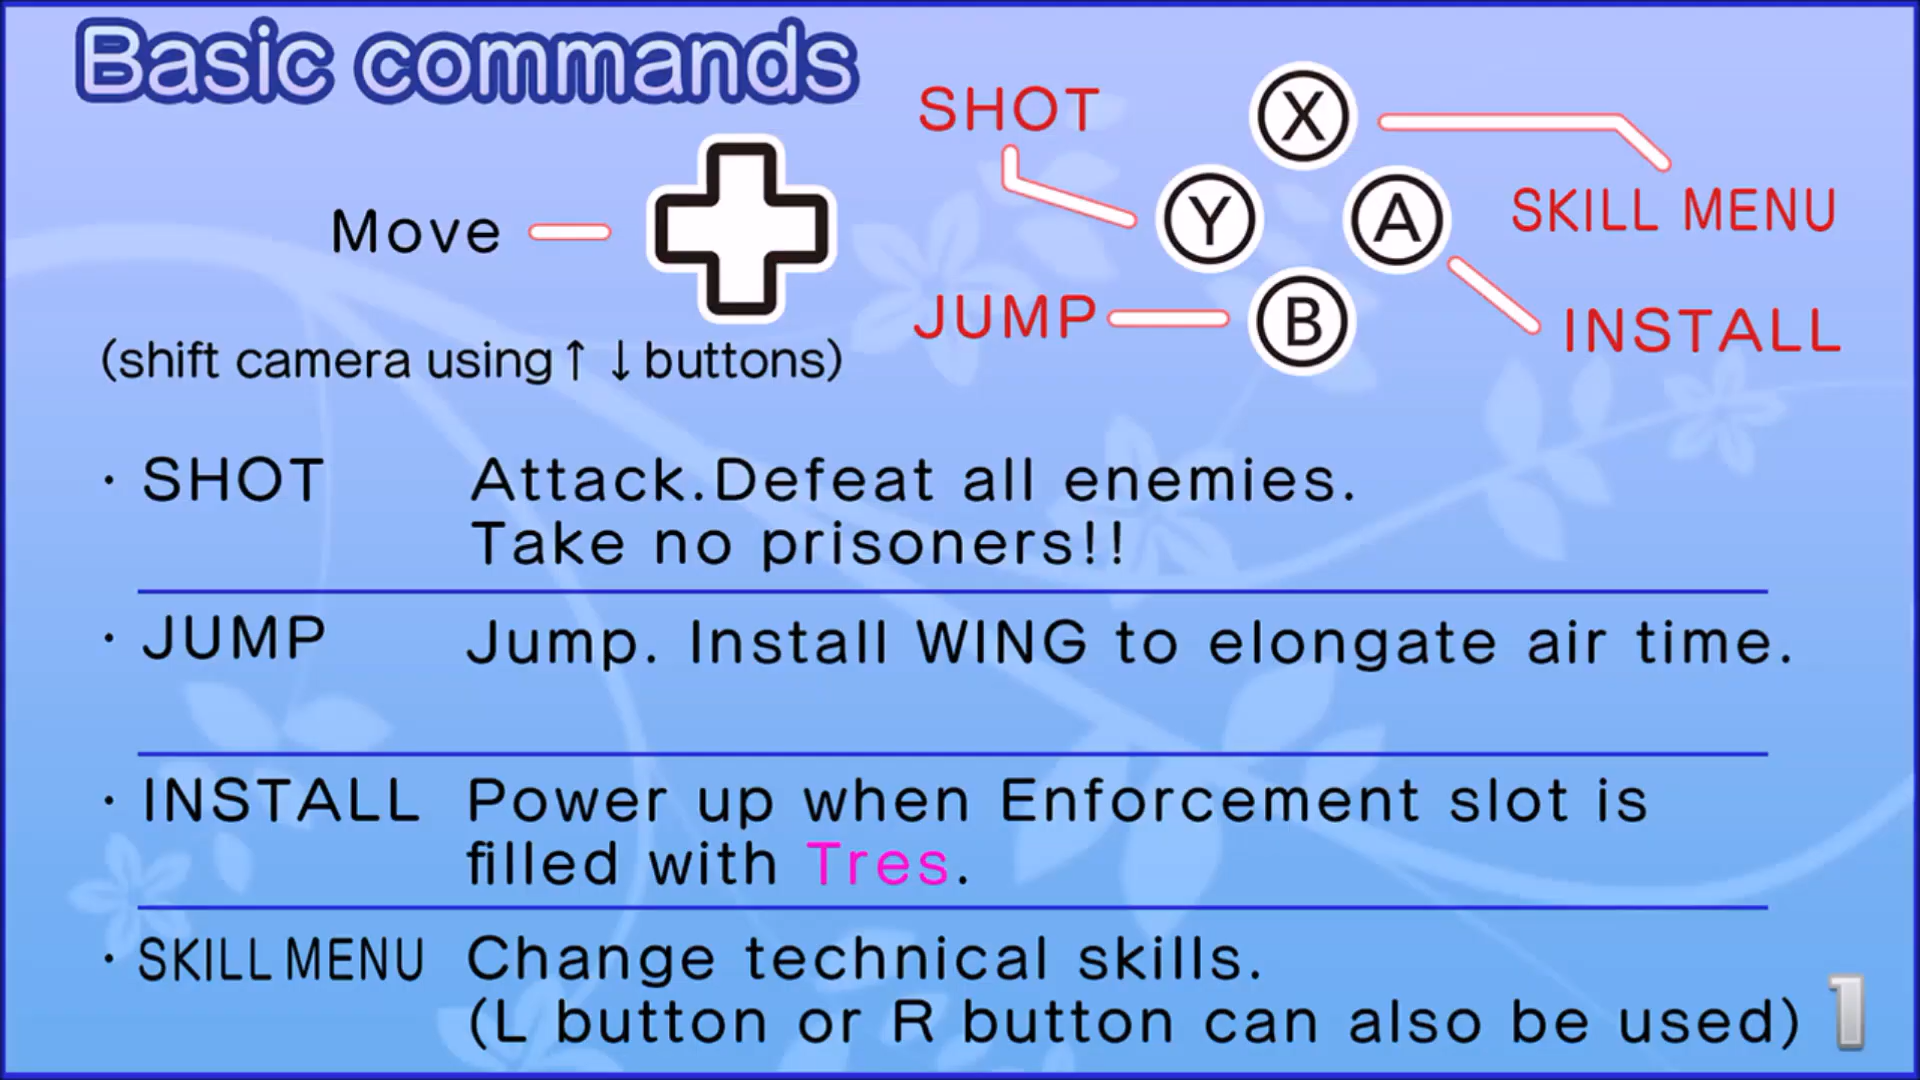 Basic commands
SHOT
X
Move
Y
A
SKILL MENU
JUMP
B
INSTALL
(shift camera using ↑ ↓ buttons)
・SHOT Attack.Defeat all enemies.
Take no prisoners!!
・JUMP Jump. Install WING to elongate air time.
・INSTALL Power up when Enforcement slot is
filled with Tres.
・SKILL MENU Change technical skills.
(L button or R button can also be used)
1